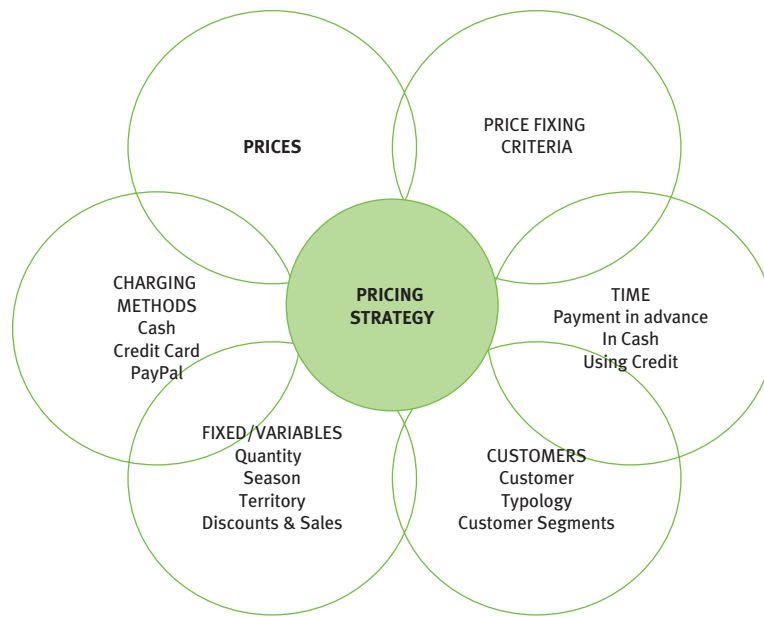 PRICES
PRICE FIXING
CRITERIA
CHARGING
METHODS
Cash
Credit Card
PayPal
PRICING
STRATEGY
TIME
Payment in advance
In Cash
Using Credit
FIXED/VARIABLES
Quantity
Season
Territory
Discounts & Sales
CUSTOMERS
Customer
Typology
Customer Segments